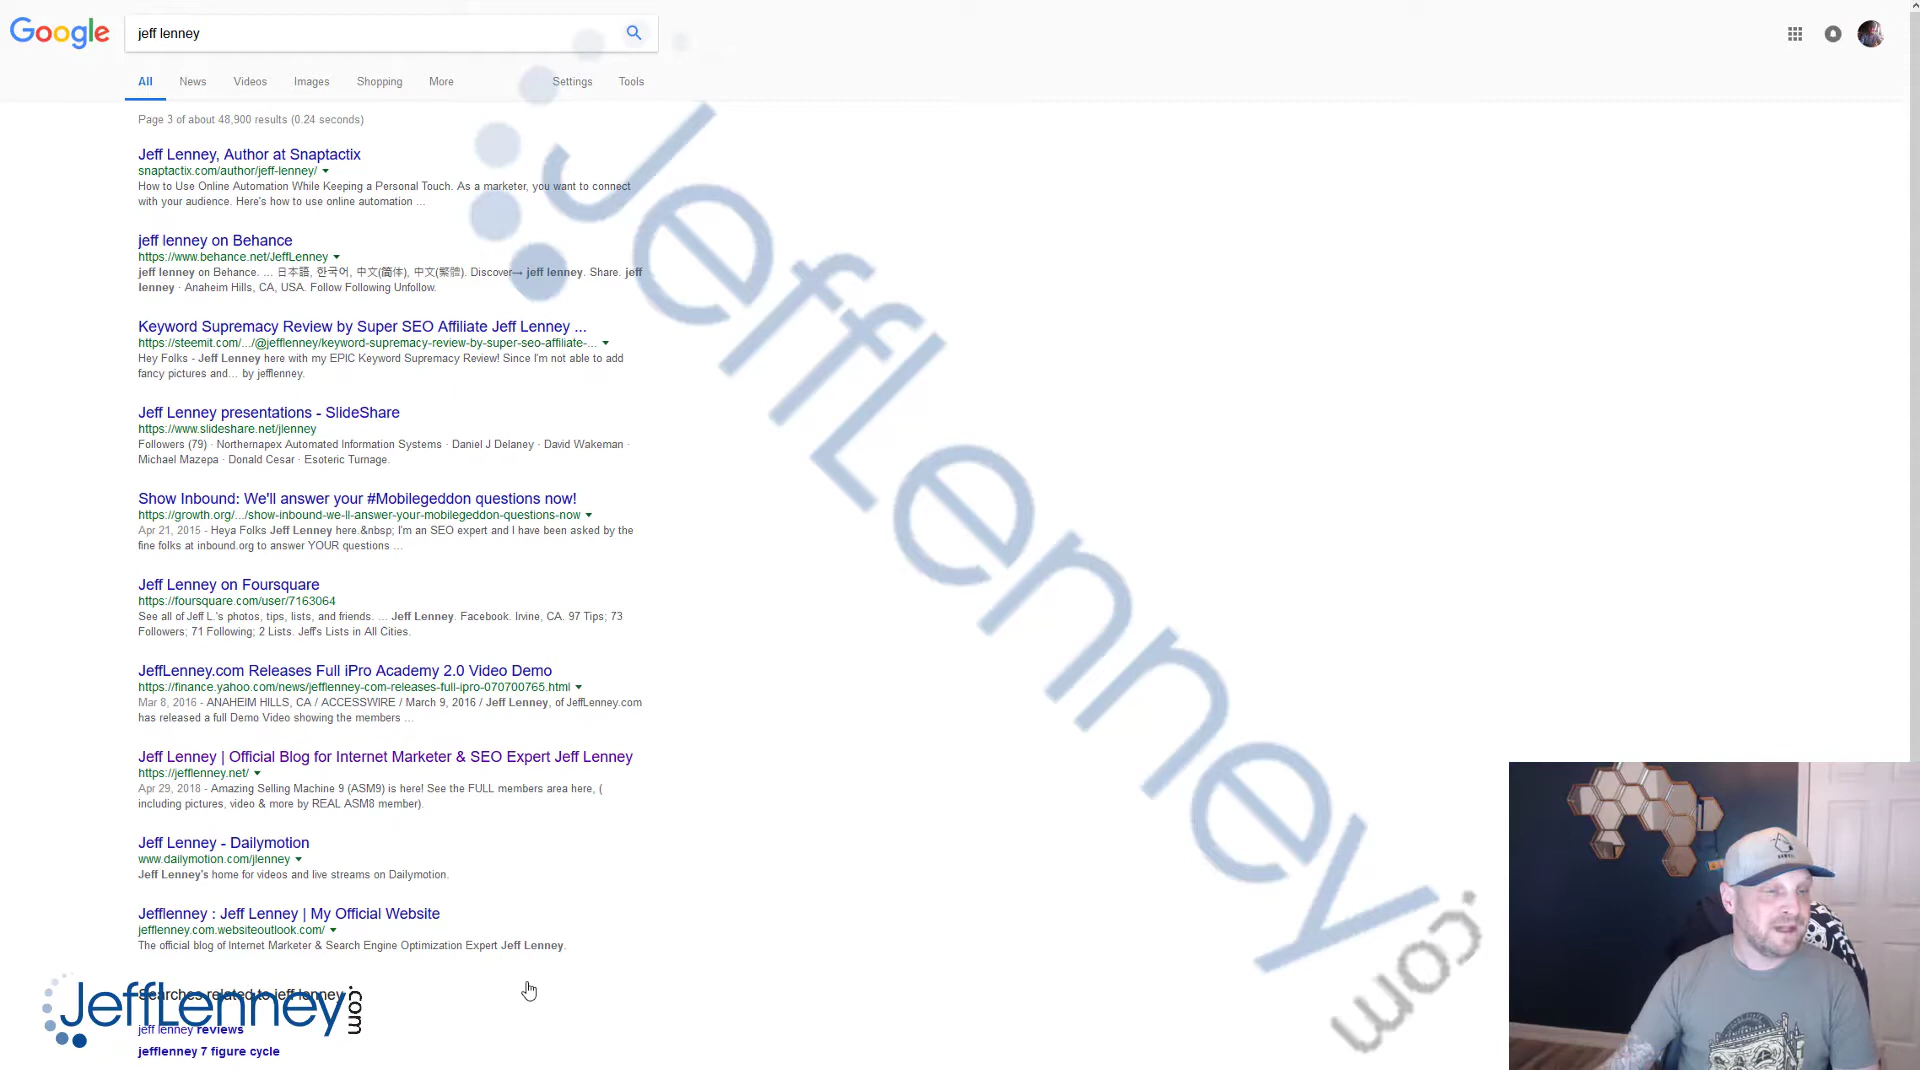 Google
jeff lenney
All News Videos Images Shopping More Settings Tools
Page 3 of about 48,900 results (0.24 seconds)
Jeff Lenney, Author at Snaptactix
snaptactix.com/author/jeff-lenney/
How to Use Online Automation While Keeping a Personal Touch. As a marketer, you want to connect
with your audience. Here's how to use online automation ...
jeff lenney on Behance
https://www.behance.net/JeffLenney
jeff lenney on Behance. ... 日本語, 한국어, 中文(简体), 中文(繁體). Discover→ jeff lenney. Share. jeff
lenney · Anaheim Hills, CA, USA. Follow Following Unfollow.
Keyword Supremacy Review by Super SEO Affiliate Jeff Lenney ...
https://steemit.com/.../@jefflenney/keyword-supremacy-review-by-super-seo-affiliate-...
Hey Folks - Jeff Lenney here with my EPIC Keyword Supremacy Review! Since I'm not able to add
fancy pictures and... by jefflenney.
Jeff Lenney presentations - SlideShare
https://www.slideshare.net/jlenney
Followers (79) · Northernapex Automated Information Systems · Daniel J Delaney · David Wakeman ·
Michael Mazepa · Donald Cesar · Esoteric Turnage.
Show Inbound: We'll answer your #Mobilegeddon questions now!
https://growth.org/.../show-inbound-we-ll-answer-your-mobilegeddon-questions-now
Apr 21, 2015 - Heya Folks Jeff Lenney here.&nbsp; I'm an SEO expert and I have been asked by the
fine folks at inbound.org to answer YOUR questions ...
Jeff Lenney on Foursquare
https://foursquare.com/user/7163064
See all of Jeff L.'s photos, tips, lists, and friends. ... Jeff Lenney. Facebook. Irvine, CA. 97 Tips; 73
Followers; 71 Following; 2 Lists. Jeff's Lists in All Cities.
JeffLenney.com Releases Full iPro Academy 2.0 Video Demo
https://finance.yahoo.com/news/jefflenney-com-releases-full-ipro-070700765.html
Mar 8, 2016 - ANAHEIM HILLS, CA / ACCESSWIRE / March 9, 2016 / Jeff Lenney, of JeffLenney.com
has released a full Demo Video showing the members ...
Jeff Lenney | Official Blog for Internet Marketer & SEO Expert Jeff Lenney
https://jefflenney.net/
Apr 29, 2018 - Amazing Selling Machine 9 (ASM9) is here! See the FULL members area here, (
including pictures, video & more by REAL ASM8 member).
Jeff Lenney - Dailymotion
www.dailymotion.com/jlenney
Jeff Lenney's home for videos and live streams on Dailymotion.
Jefflenney : Jeff Lenney | My Official Website
jefflenney.com.websiteoutlook.com/
The official blog of Internet Marketer & Search Engine Optimization Expert Jeff Lenney.
Searches related to jeff lenney
jeff lenney reviews
jefflenney 7 figure cycle
JeffLenney.com
JeffLenney.com